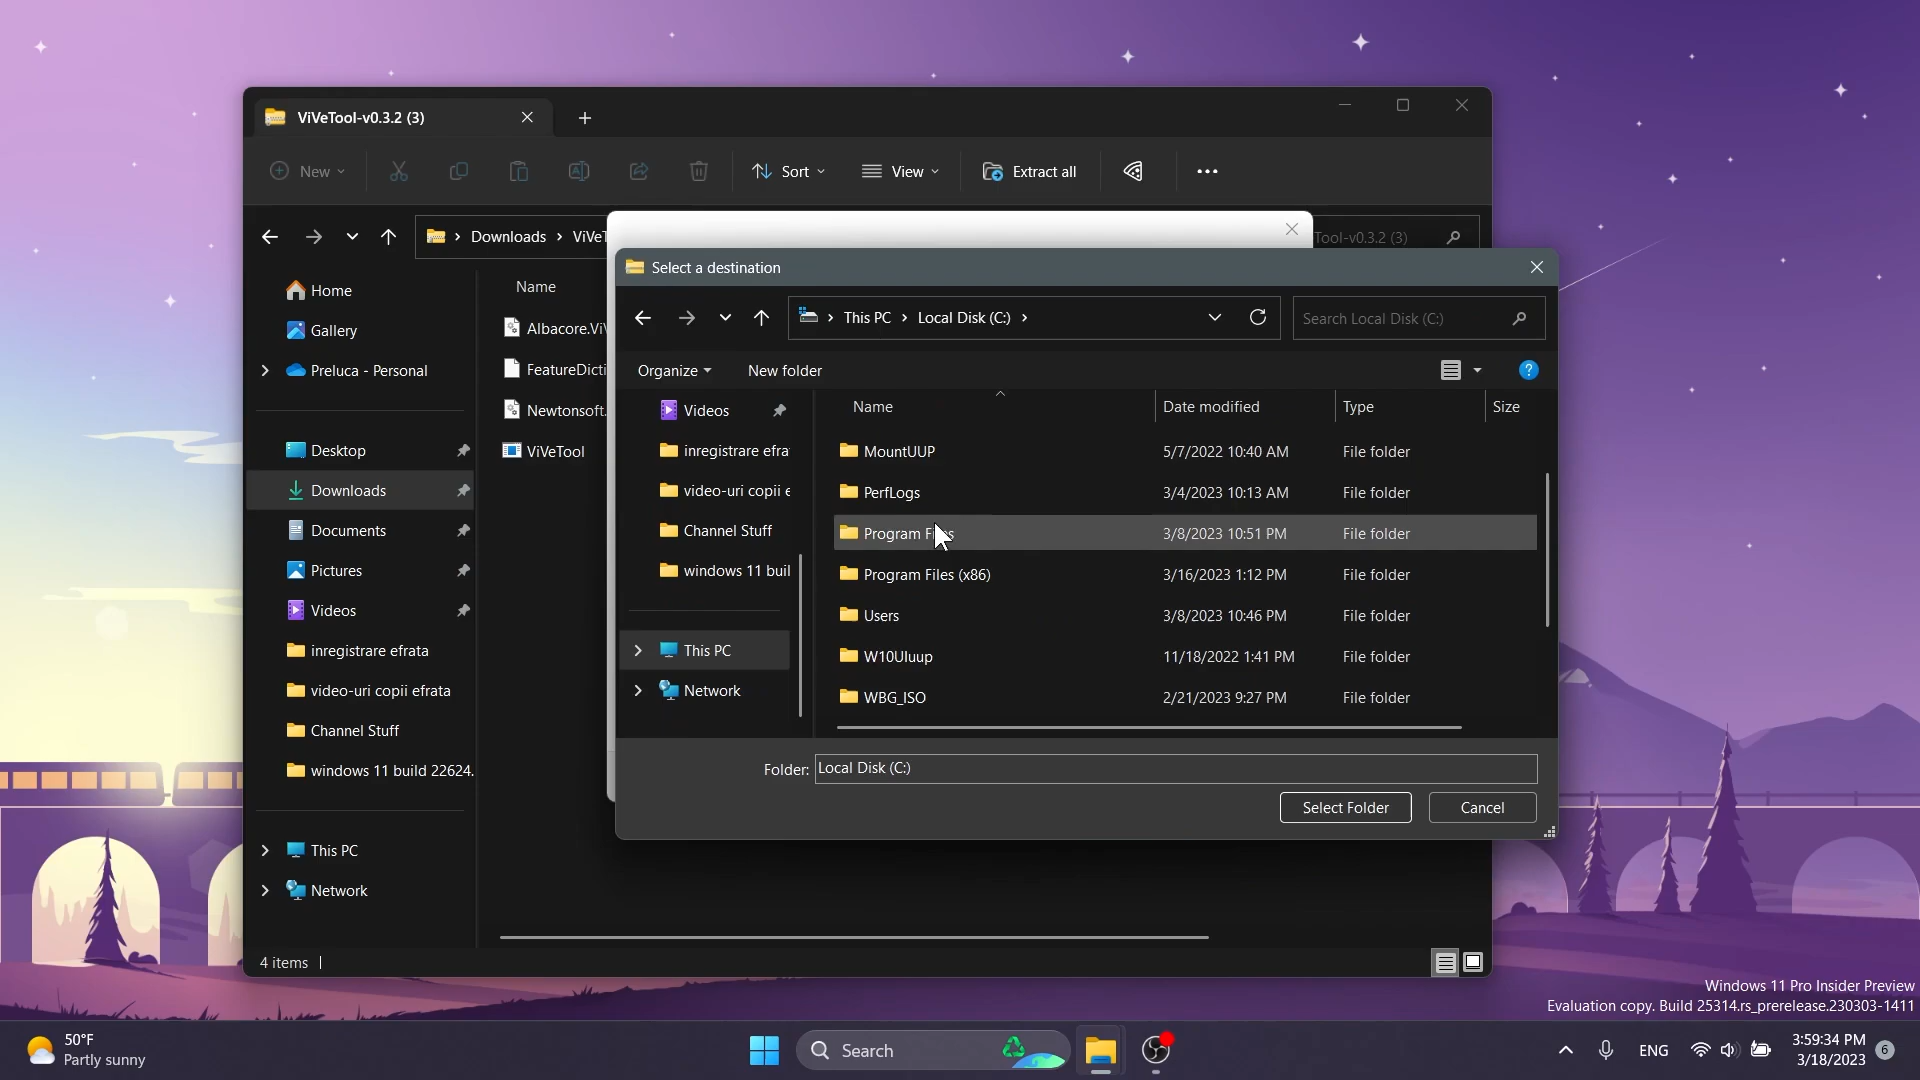 ViVeTool-v0.3.2 (3)
New
Sort
View
Extract all
Downloads
ViVeT
Tool-v0.3.2 (3)
Home
Gallery
Preluca - Personal
Desktop
Downloads
Documents
Pictures
Videos
inregistrare efrata
video-uri copii efrata
Channel Stuff
windows 11 build 22624.
This PC
Network
Name
Albacore.ViV
FeatureDicti
Newtonsoft.
ViVeTool
4 items
Select a destination
This PC
Local Disk (C:)
Search Local Disk (C:)
Organize
New folder
?
Videos
inregistrare efra
video-uri copii e
Channel Stuff
windows 11 buil
This PC
Network
Name Date modified Type Size
MountUUP 5/7/2022 10:40 AM File folder
PerfLogs 3/4/2023 10:13 AM File folder
Program Files 3/8/2023 10:51 PM File folder
Program Files (x86) 3/16/2023 1:12 PM File folder
Users 3/8/2023 10:46 PM File folder
W10UIuup 11/18/2022 1:41 PM File folder
WBG_ISO 2/21/2023 9:27 PM File folder
Folder: Local Disk (C:)
Select Folder
Cancel
Windows 11 Pro Insider Preview
Evaluation copy. Build 25314.rs_prerelease.230303-1411
50°F
Partly sunny
Search
ENG
3:59:34 PM
3/18/2023
6